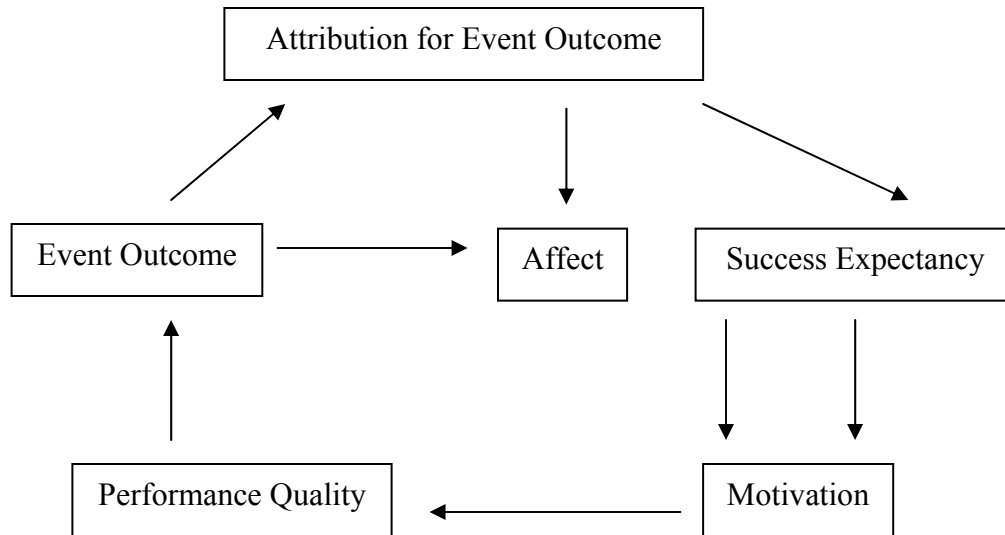 Attribution for Event Outcome
Event Outcome
Affect
Success Expectancy
Performance Quality
Motivation